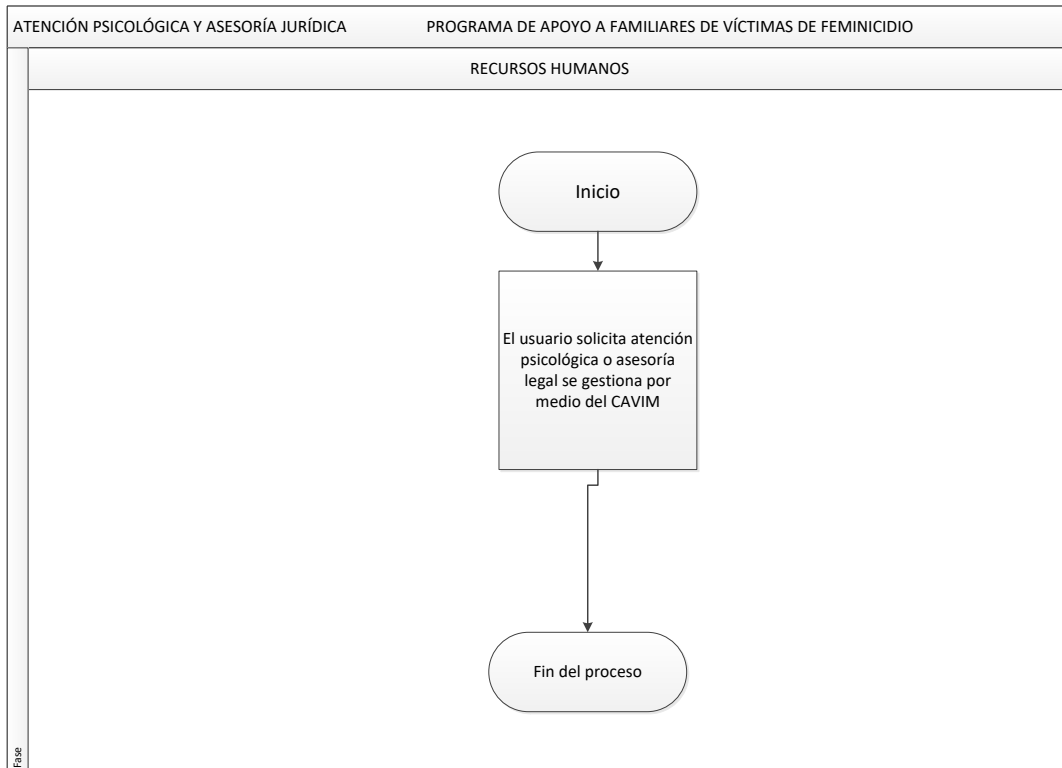 ATENCIÓN PSICOLÓGICA Y ASESORÍA JURÍDICA PROGRAMA DE APOYO A FAMILIARES DE VÍCTIMAS DE FEMINICIDIO
RECURSOS HUMANOS
Inicio
El usuario solicita atención
psicológica o asesoría
legal se gestiona por
medio del CAVIM
Fin del proceso
Fase